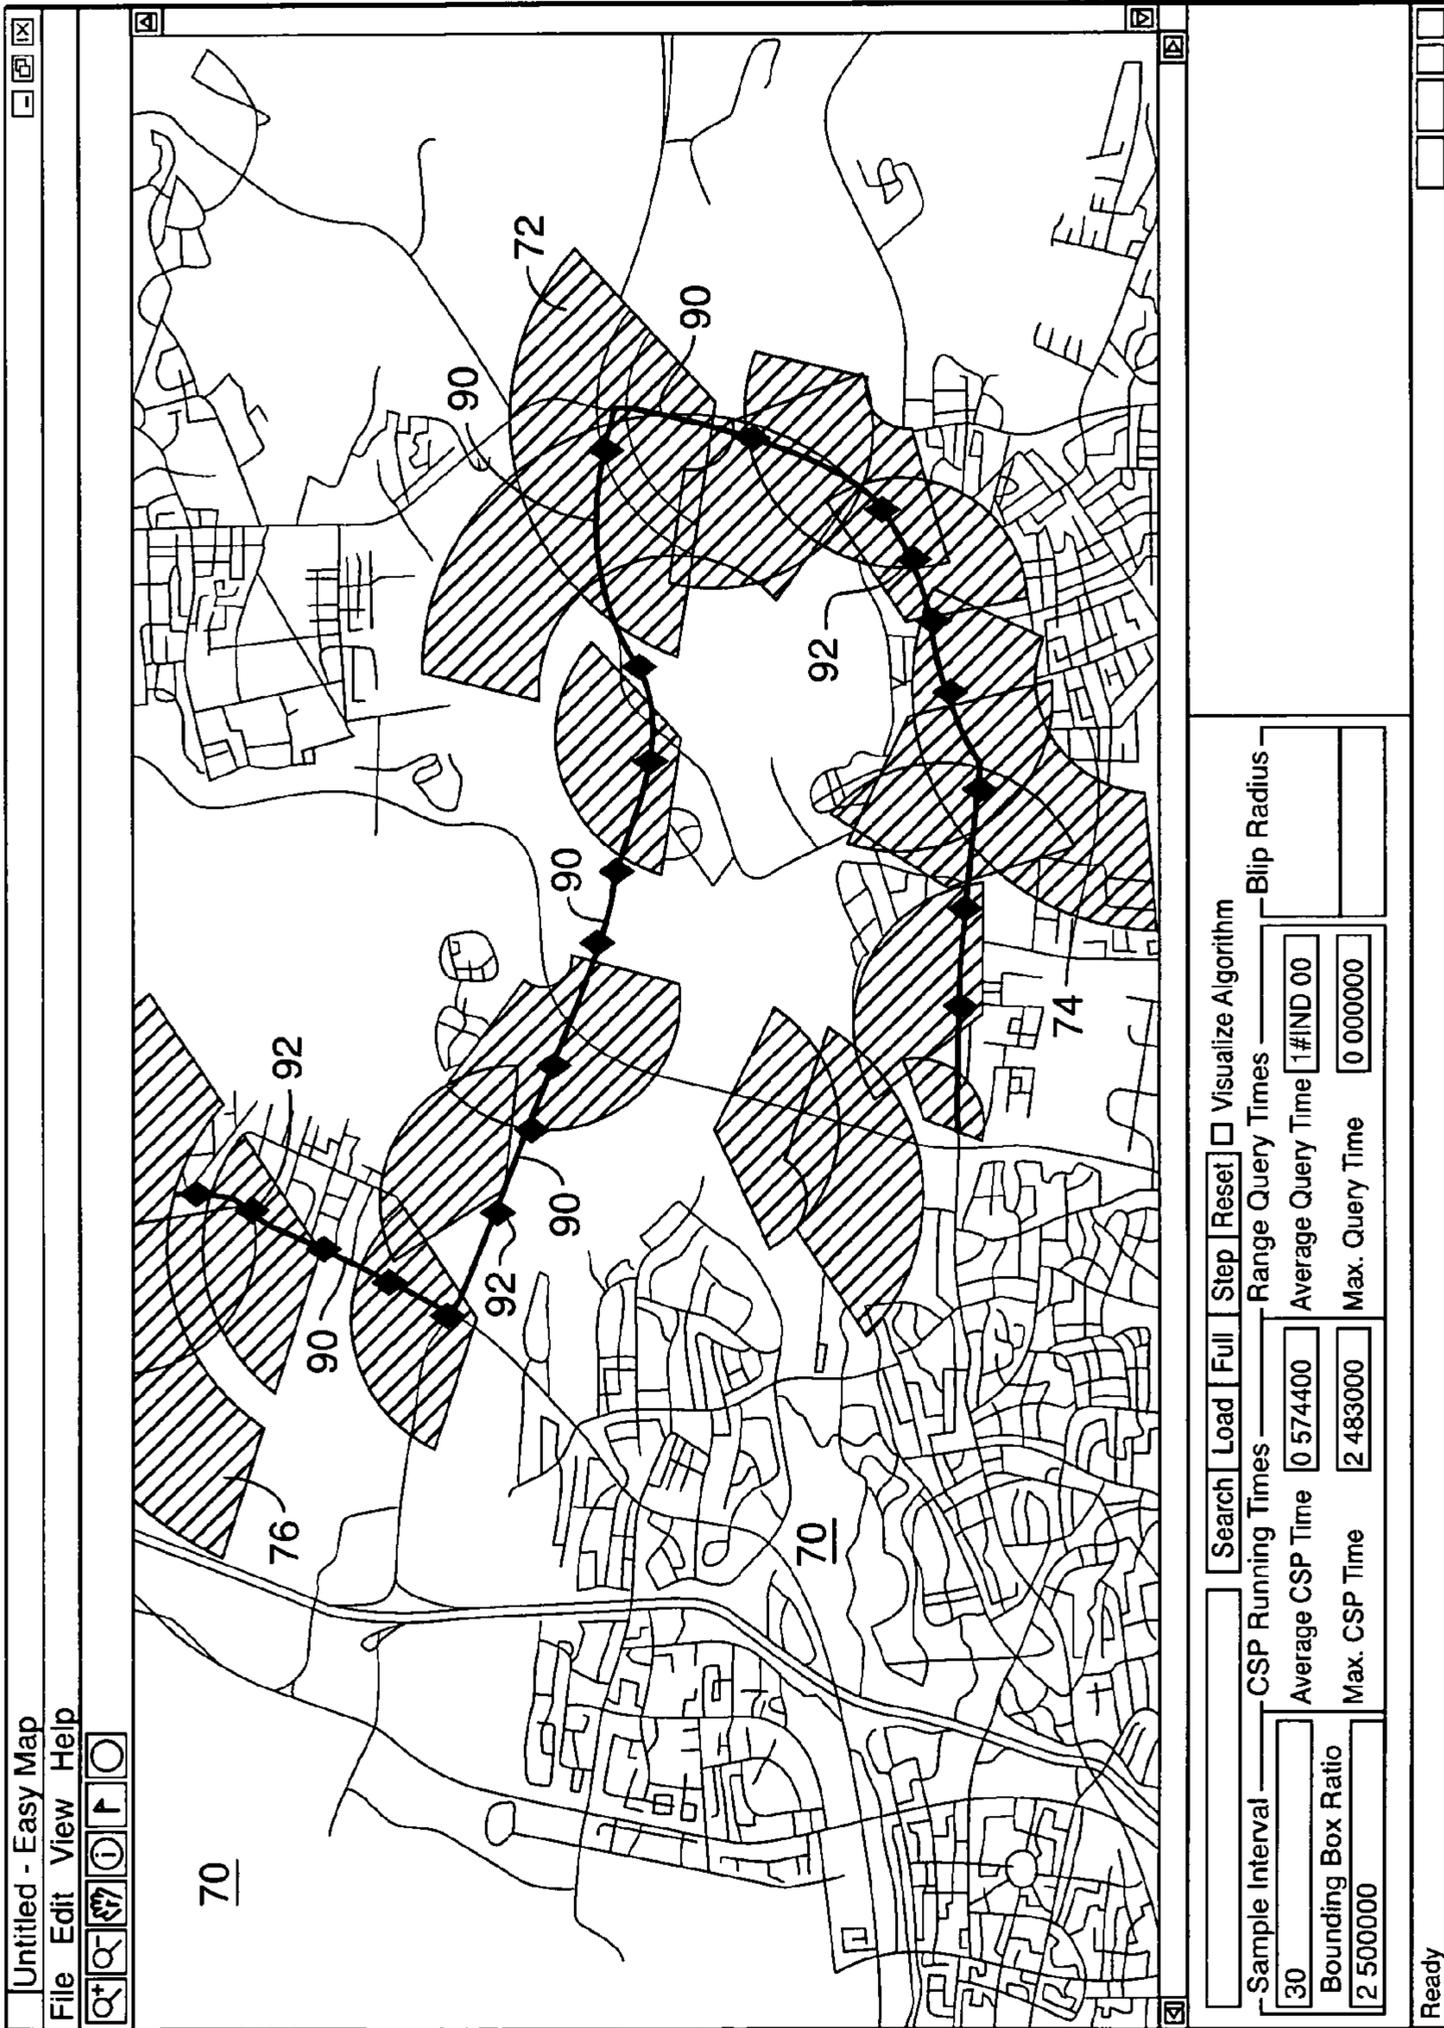 Untitled - Easy Map
File Edit View Help
70
76
90
92
92
90
90
90
90
72
92
74
70
Search Load Full Step Reset Visualize Algorithm
Sample Interval
30
Bounding Box Ratio
2 500000
CSP Running Times
Average CSP Time 0 574400
Max. CSP Time 2 483000
Range Query Times
Average Query Time 1#IND 00
Max. Query Time 0 000000
Blip Radius
Ready